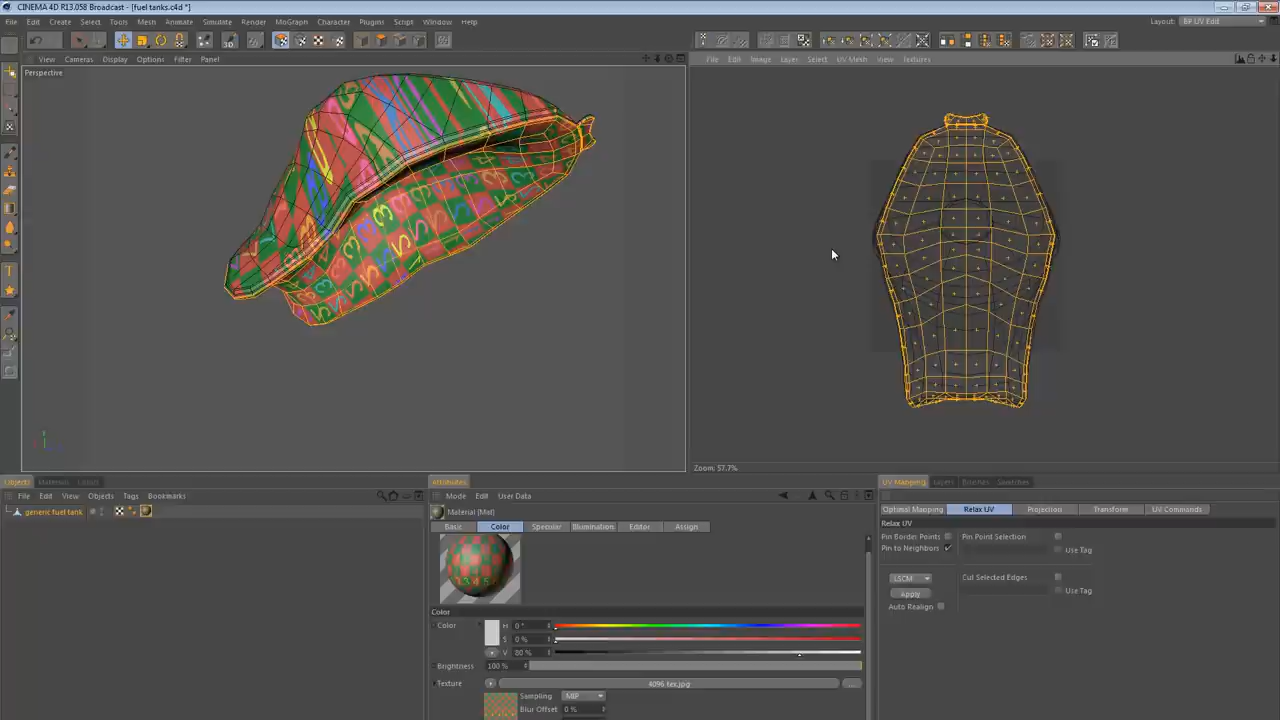 CINEMA 4D R13.058 Broadcast - [fuel tanks.c4d *]
File Edit Create Select Tools Mesh Animate Simulate Render MoGraph Character Plugins Script Window Help
Layout: BP UV Edit
View Cameras Display Options Filter Panel
File Edit Image Layer Select UV Mesh View Textures
Perspective
Zoom: 57.7%
Objects Materials
Attributes
UV Mapping Layers Brushes Swatches
File Edit View Objects Tags Bookmarks
Mode Edit User Data
generic fuel tank
Material [Mat]
Basic Color Specular Illumination Editor Assign
Optimal Mapping Relax UV Projection Transform UV Commands
Relax UV
Pin Border Points
Pin Point Selection
Pin to Neighbors
Use Tag
LSCM
Cut Selected Edges
Apply
Use Tag
Auto Realign
Color
Color H 0 °
S 0 %
V 80 %
Brightness 100 %
Texture 4096 tex.jpg ...
Sampling MIP
Blur Offset 0 %